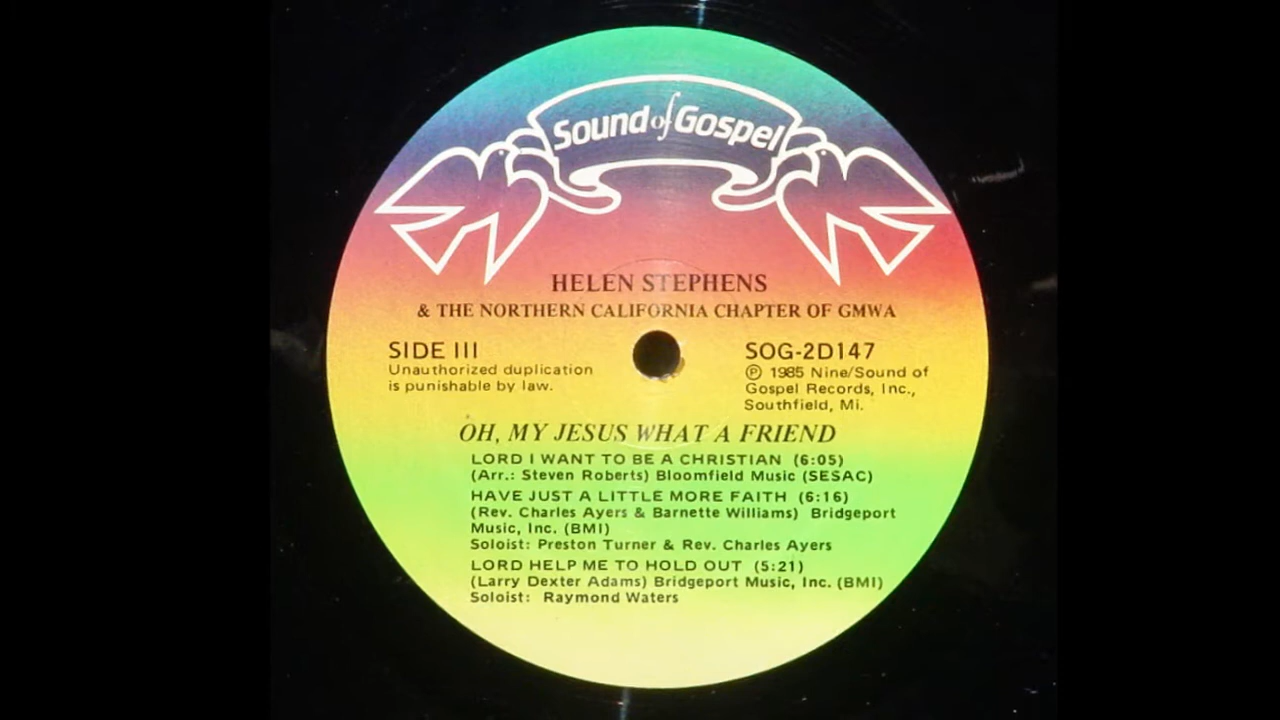 Sound of Gospel
HELEN STEPHENS
& THE NORTHERN CALIFORNIA CHAPTER OF GMWA
SIDE III
Unauthorized duplication
is punishable by law.
SOG-2D147
℗ 1985 Nine/Sound of
Gospel Records, Inc.,
Southfield, Mi.
OH, MY JESUS WHAT A FRIEND
LORD I WANT TO BE A CHRISTIAN (6:05)
(Arr.: Steven Roberts) Bloomfield Music (SESAC)
HAVE JUST A LITTLE MORE FAITH (6:16)
(Rev. Charles Ayers & Barnette Williams) Bridgeport
Music, Inc. (BMI)
Soloist: Preston Turner & Rev. Charles Ayers
LORD HELP ME TO HOLD OUT (5:21)
(Larry Dexter Adams) Bridgeport Music, Inc. (BMI)
Soloist: Raymond Waters